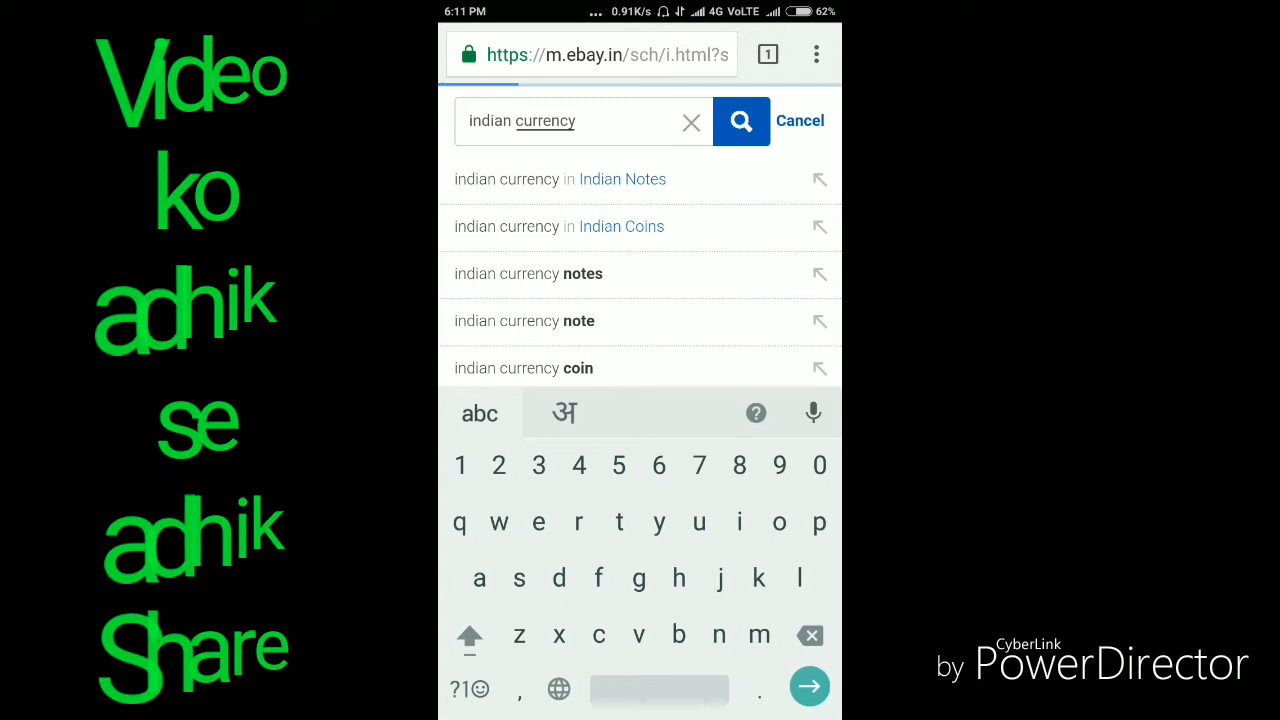 Video
ko
adhik
se
adhik
Share
6:11 PM ... 0.91K/s 4G VoLTE 62%
https://m.ebay.in/sch/i.html?s 1
indian currency Cancel
indian currency in Indian Notes
indian currency in Indian Coins
indian currency notes
indian currency note
indian currency coin
abc अ ?
1 2 3 4 5 6 7 8 9 0
q w e r t y u i o p
a s d f g h j k l
z x c v b n m
?1☺ , .
CyberLink
by PowerDirector